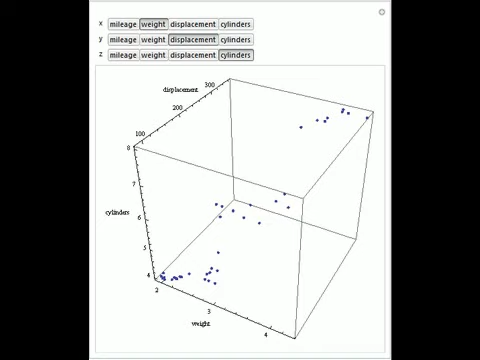 x mileage weight displacement cylinders
y mileage weight displacement cylinders
z mileage weight displacement cylinders
displacement
300
200
100
8
7
6
5
4
cylinders
2
3
4
weight